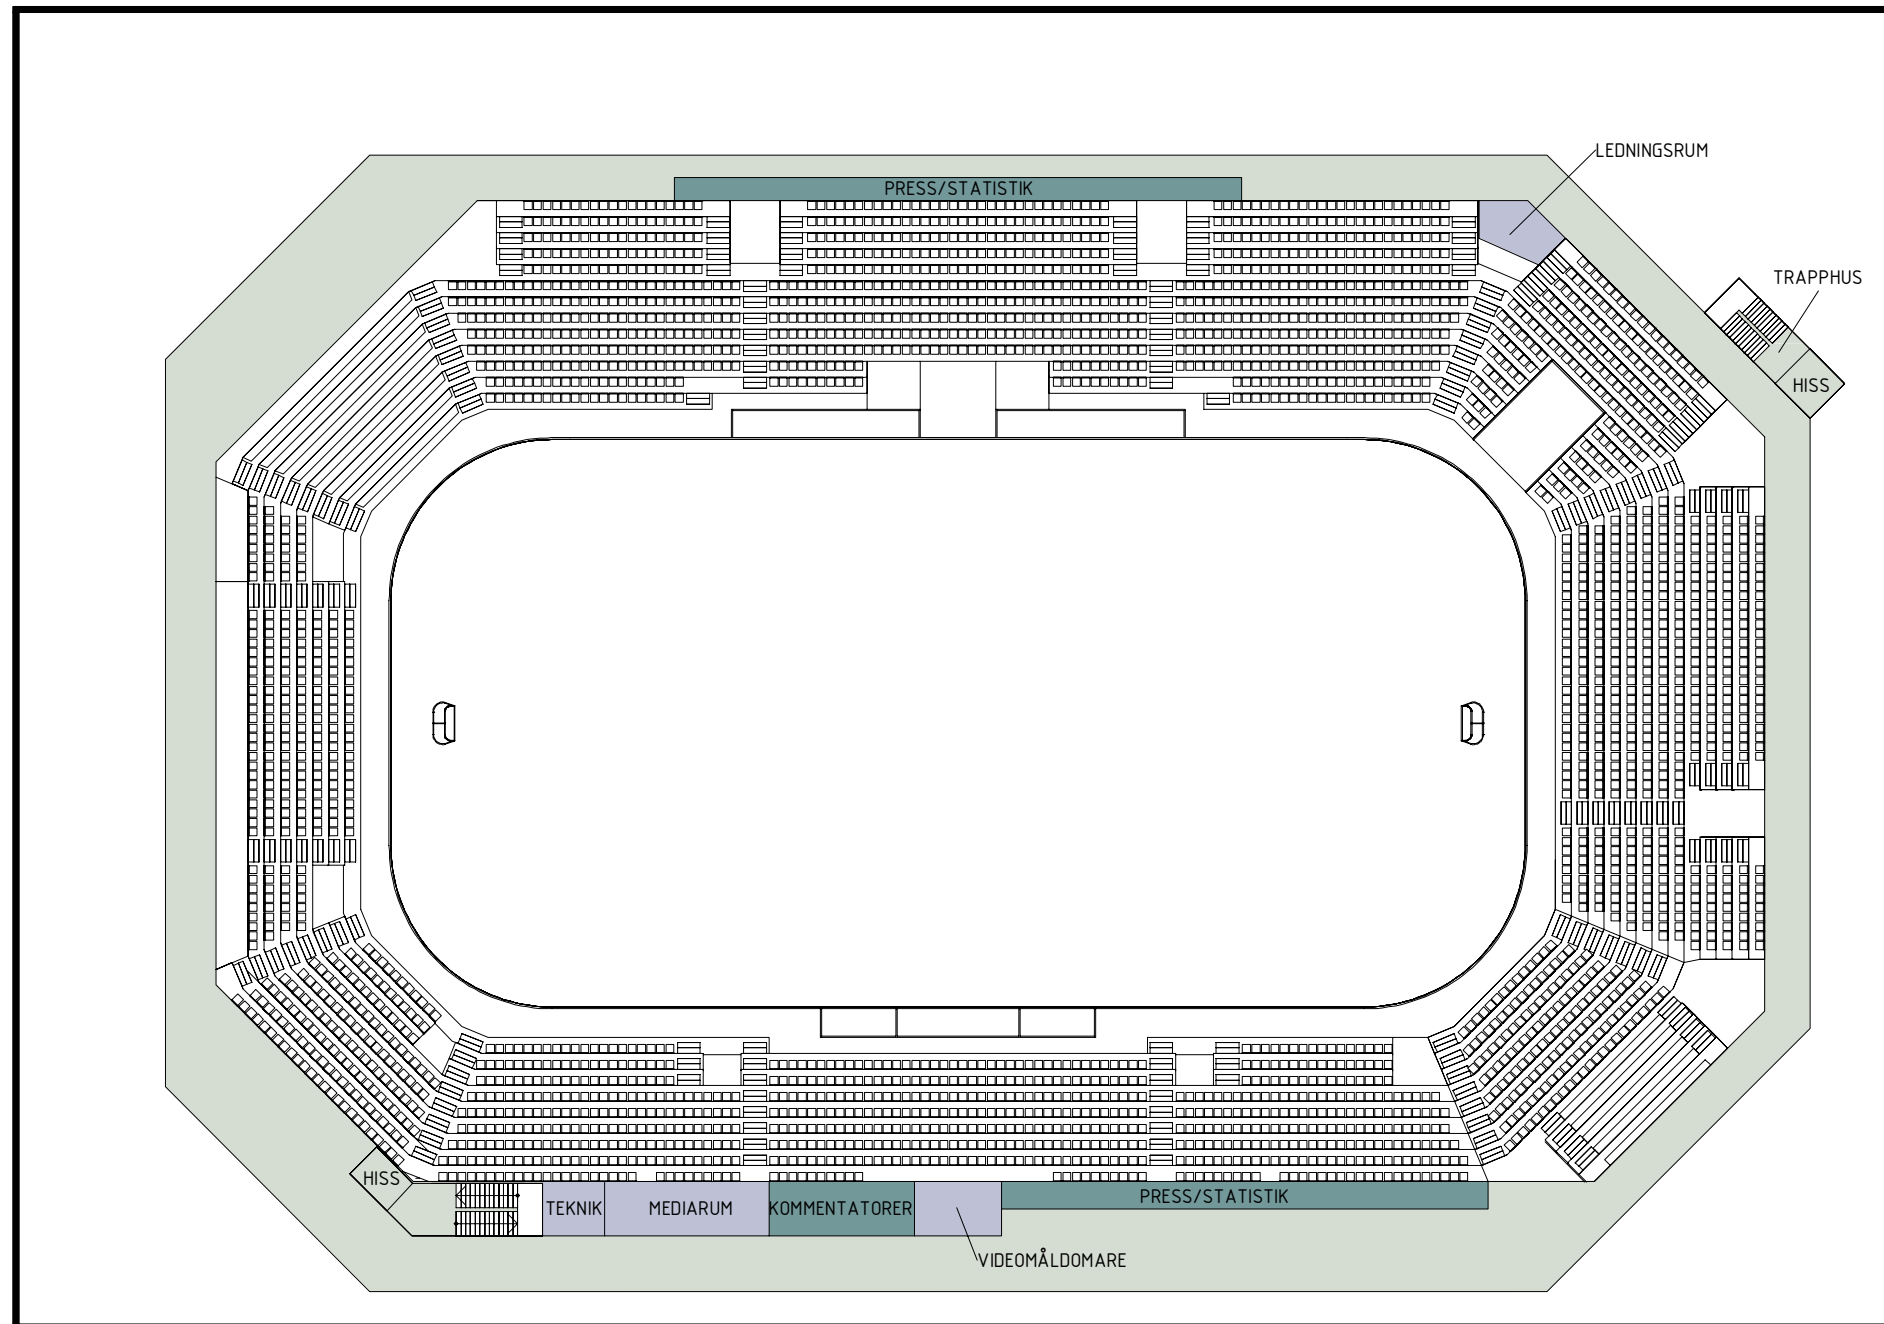 LEDNINGSRUM
PRESS/STATISTIK
TRAPPHUS
HISS
HISS
TEKNIK
MEDIARUM
KOMMENTATORER
PRESS/STATISTIK
VIDEOMÅLDOMARE